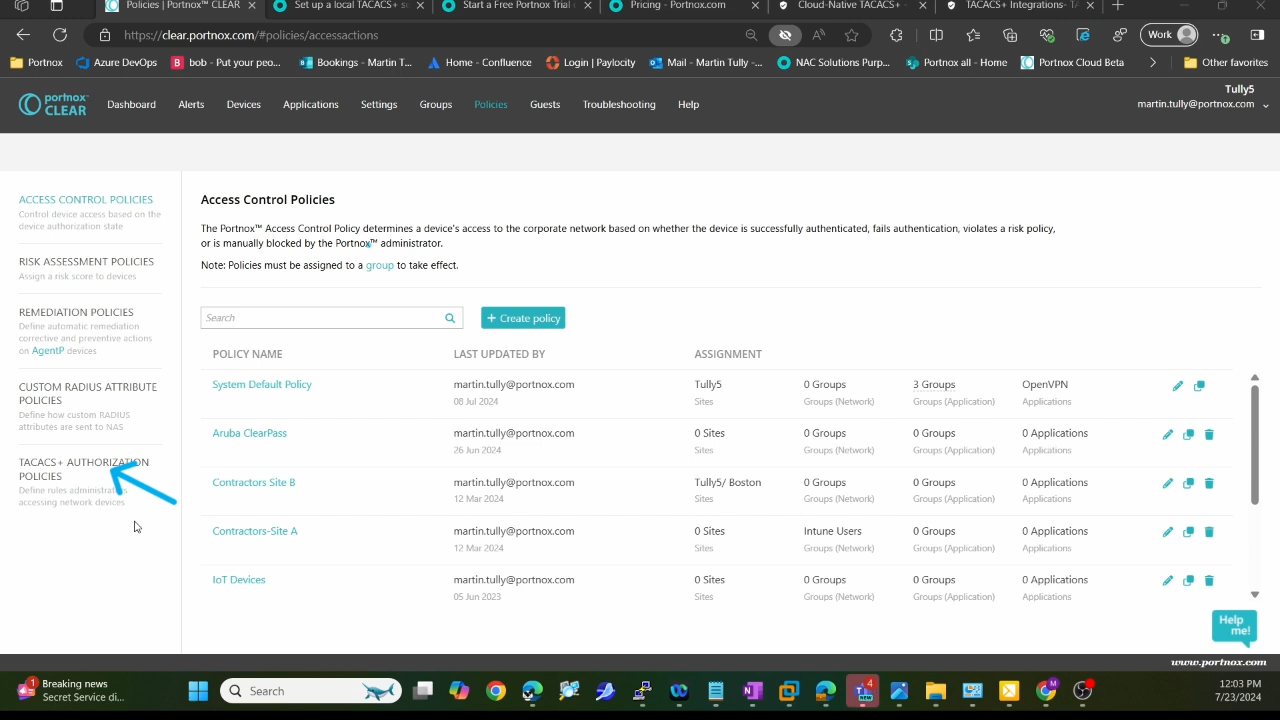 Policies | Portnox™ CLEAR
Set up a local TACACS+ s
Start a Free Portnox Trial
Pricing - Portnox.com
Cloud-Native TACACS+
TACACS+ Integrations- TA
https://clear.portnox.com/#policies/accessactions
Work
Portnox
Azure DevOps
bob - Put your peo...
Bookings - Martin T...
Home - Confluence
Login | Paylocity
Mail - Martin Tully -...
NAC Solutions Purp...
Portnox all - Home
Portnox Cloud Beta
Other favorites
portnox™
CLEAR
Dashboard
Alerts
Devices
Applications
Settings
Groups
Policies
Guests
Troubleshooting
Help
Tully5
martin.tully@portnox.com
ACCESS CONTROL POLICIES
Control device access based on the
device authorization state
RISK ASSESSMENT POLICIES
Assign a risk score to devices
REMEDIATION POLICIES
Define automatic remediation
corrective and preventive actions
on AgentP devices
CUSTOM RADIUS ATTRIBUTE
POLICIES
Define how custom RADIUS
attributes are sent to NAS
TACACS+ AUTHORIZATION
POLICIES
Define rules
accessing network devices
Access Control Policies
The Portnox™ Access Control Policy determines a device's access to the corporate network based on whether the device is successfully authenticated, fails authentication, violates a risk policy,
or is manually blocked by the Portnox™ administrator.
Note: Policies must be assigned to a group to take effect.
Search
+ Create policy
POLICY NAME LAST UPDATED BY ASSIGNMENT
System Default Policy martin.tully@portnox.com Tully5 0 Groups 3 Groups OpenVPN
08 Jul 2024 Sites Groups (Network) Groups (Application) Applications
Aruba ClearPass martin.tully@portnox.com 0 Sites 0 Groups 0 Groups 0 Applications
26 Jun 2024 Sites Groups (Network) Groups (Application) Applications
Contractors Site B martin.tully@portnox.com Tully5/ Boston 0 Groups 0 Groups 0 Applications
12 Mar 2024 Sites Groups (Network) Groups (Application) Applications
Contractors-Site A martin.tully@portnox.com 0 Sites Intune Users 0 Groups 0 Applications
12 Mar 2024 Sites Groups (Network) Groups (Application) Applications
IoT Devices martin.tully@portnox.com 0 Sites 0 Groups 0 Groups 0 Applications
05 Jun 2023 Sites Groups (Network) Groups (Application) Applications
Help
me!
www.portnox.com
1
Breaking news
Secret Service di...
Search
4
NEW
12:03 PM
7/23/2024